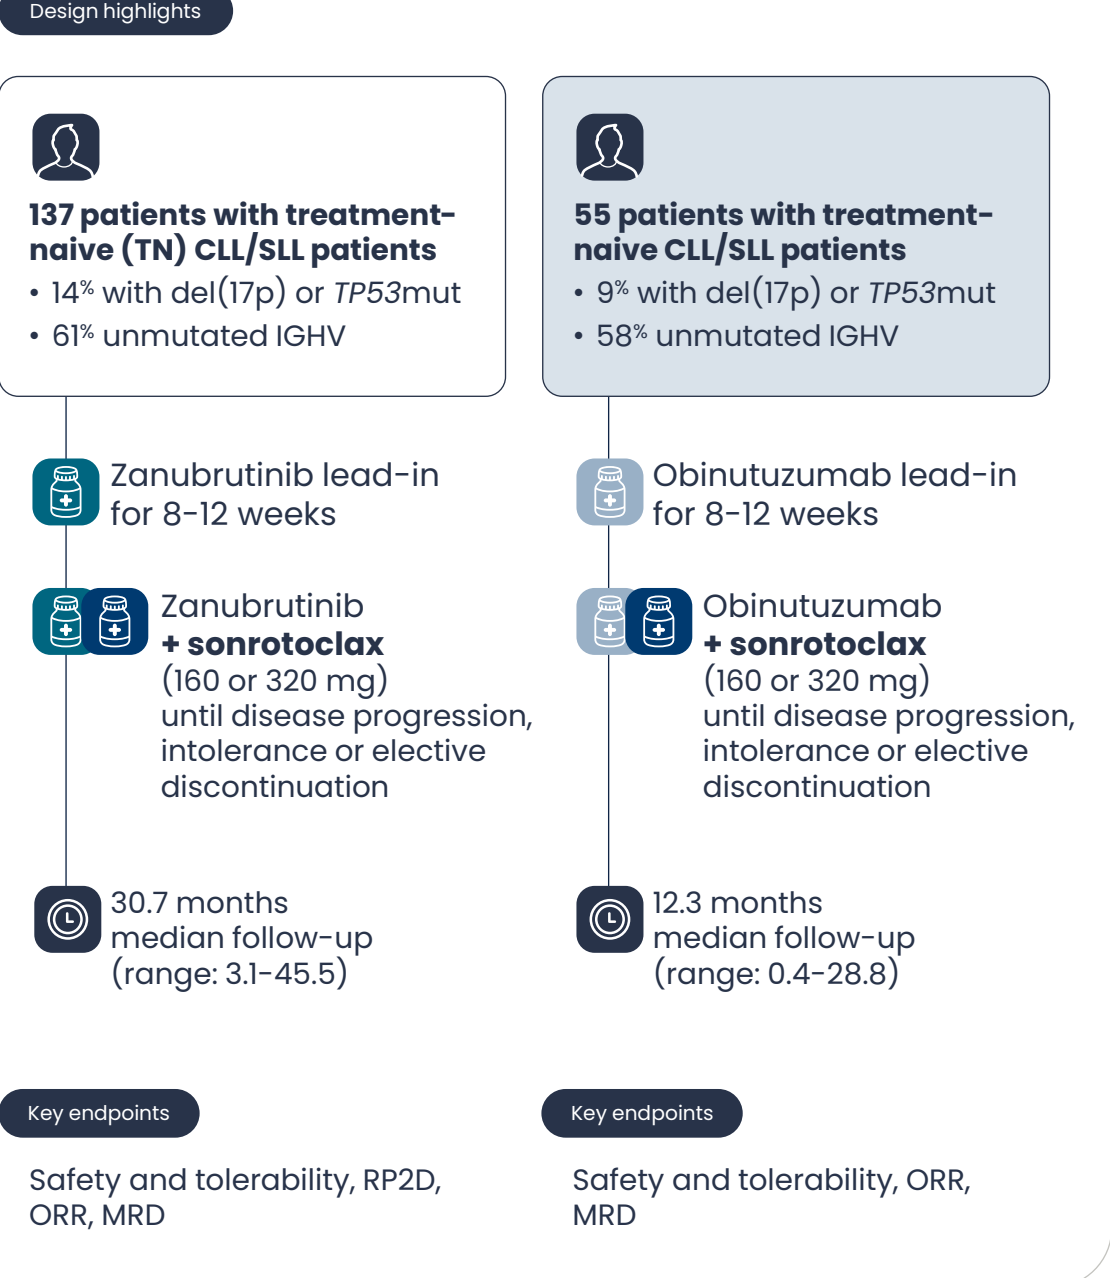 Design highlights
137 patients with treatment-
naive (TN) CLL/SLL patients
• 14% with del(17p) or TP53mut
• 61% unmutated IGHV
Zanubrutinib lead-in
for 8-12 weeks
Zanubrutinib
+ sonrotoclax
(160 or 320 mg)
until disease progression,
intolerance or elective
discontinuation
30.7 months
median follow-up
(range: 3.1-45.5)
Key endpoints
Safety and tolerability, RP2D,
ORR, MRD
55 patients with treatment-
naive CLL/SLL patients
• 9% with del(17p) or TP53mut
• 58% unmutated IGHV
Obinutuzumab lead-in
for 8-12 weeks
Obinutuzumab
+ sonrotoclax
(160 or 320 mg)
until disease progression,
intolerance or elective
discontinuation
12.3 months
median follow-up
(range: 0.4-28.8)
Key endpoints
Safety and tolerability, ORR,
MRD